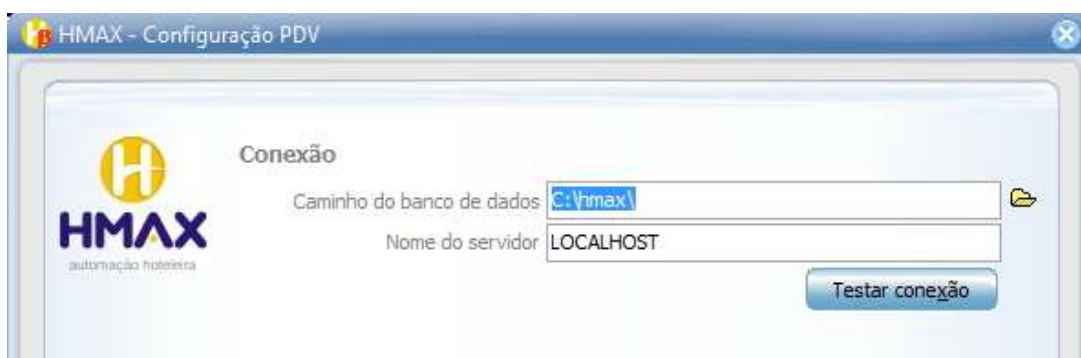 HMAX - Configuração PDV
HMAX
automação hoteleira
Conexão
Caminho do banco de dados C:\hmax\
Nome do servidor LOCALHOST
Testar conexão